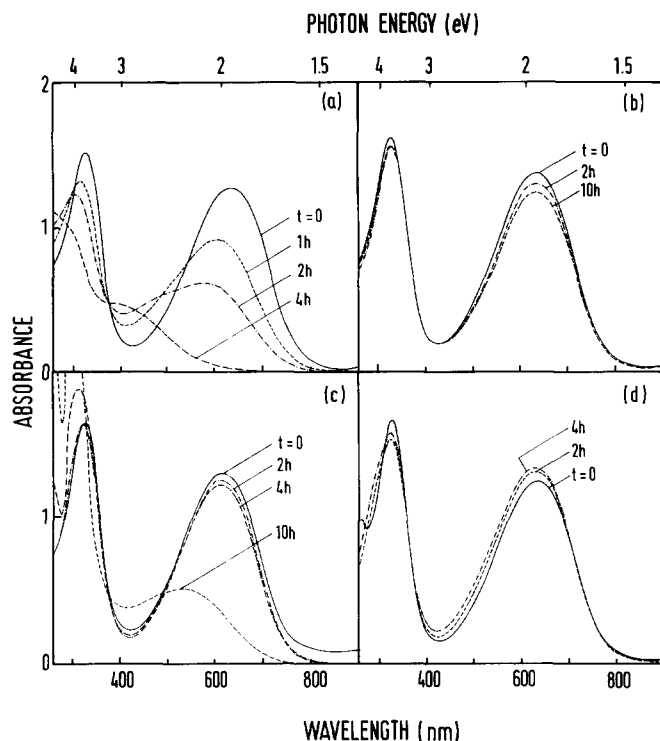 PHOTON ENERGY (eV)
4 3 2 1.5 4 3 2 1.5
2
(a) (b)
t = 0
2h
10h
t = 0
1h
2h
4h
1
ABSORBANCE
0
(c) (d)
t = 0
2h
4h
10h
4h
2h
t = 0
1
0
400 600 800 400 600 800
WAVELENGTH (nm)